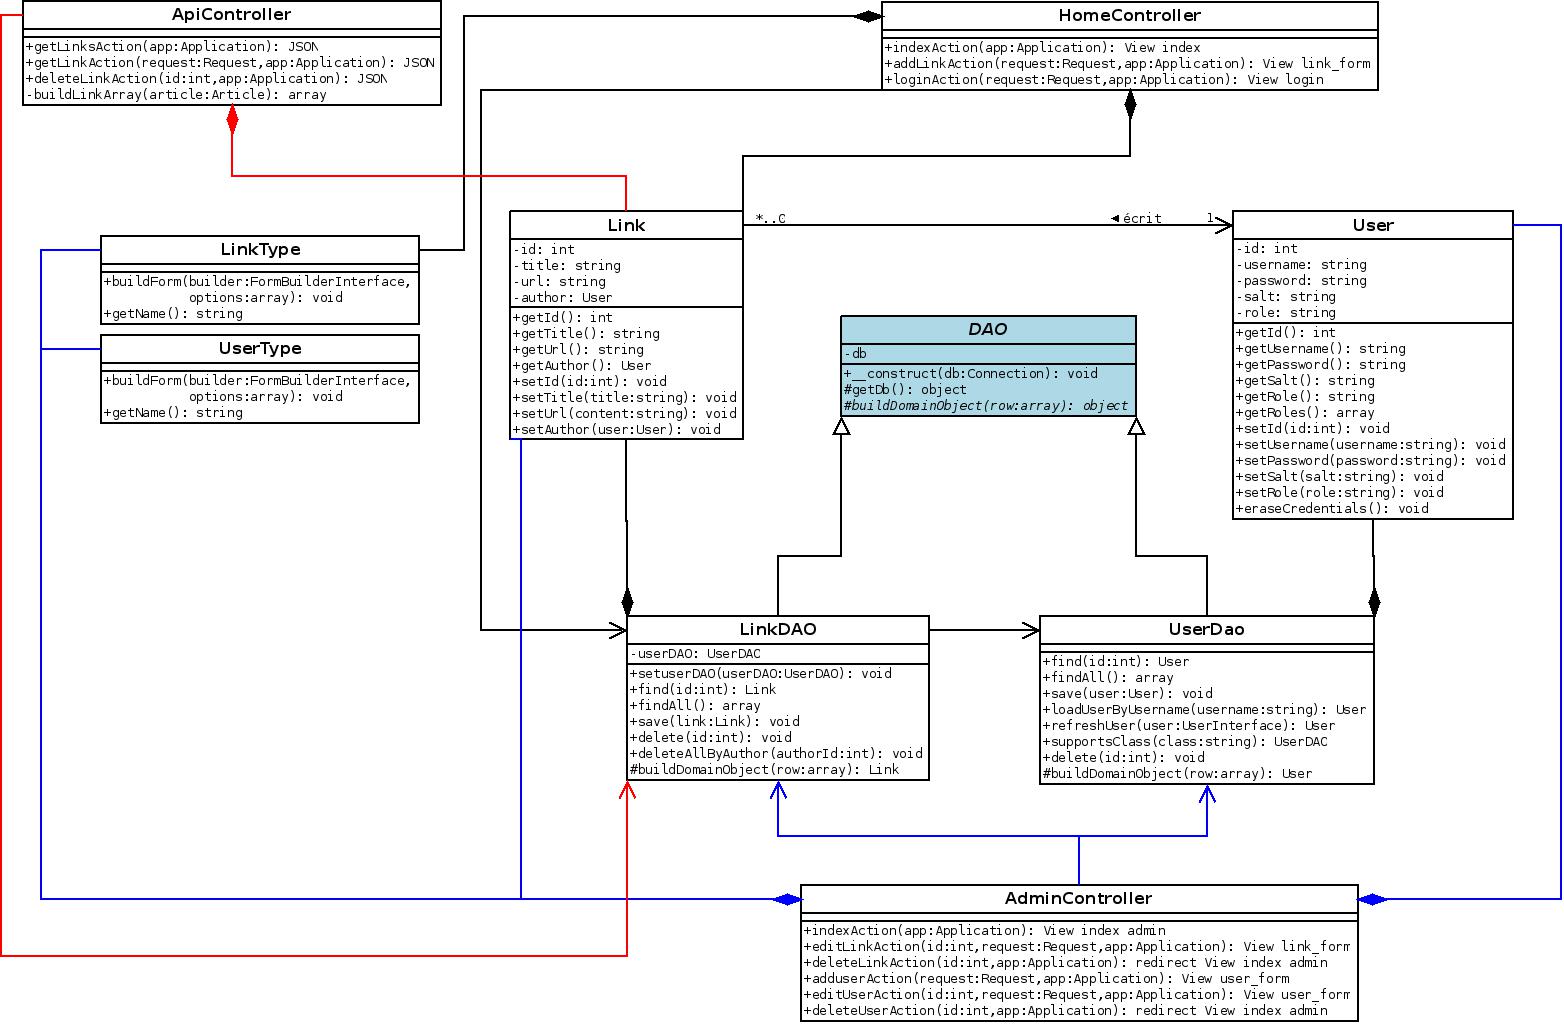 ApiController
+getLinksAction(app:Application): JSON
+getLinkAction(request:Request,app:Application): JSON
+deleteLinkAction(id:int,app:Application): JSON
-buildLinkArray(article:Article): array
HomeController
+indexAction(app:Application): View index
+addLinkAction(request:Request,app:Application): View link_form
+loginAction(request:Request,app:Application): View login
LinkType
+buildForm(builder:FormBuilderInterface,
options:array): void
+getName(): string
UserType
+buildForm(builder:FormBuilderInterface,
options:array): void
+getName(): string
Link
-id: int
-title: string
-url: string
-author: User
+getId(): int
+getTitle(): string
+getUrl(): string
+getAuthor(): User
+setId(id:int): void
+setTitle(title:string): void
+setUrl(content:string): void
+setAuthor(user:User): void
*..0
◄ écrit
1
User
-id: int
-username: string
-password: string
-salt: string
-role: string
+getId(): int
+getUsername(): string
+getPassword(): string
+getSalt(): string
+getRole(): string
+getRoles(): array
+setId(id:int): void
+setUsername(username:string): void
+setPassword(password:string): void
+setSalt(salt:string): void
+setRole(role:string): void
+eraseCredentials(): void
DAO
-db
+__construct(db:Connection): void
#getDb(): object
#buildDomainObject(row:array): object
LinkDAO
-userDAO: UserDAO
+setuserDAO(userDAO:UserDAO): void
+find(id:int): Link
+findAll(): array
+save(link:Link): void
+delete(id:int): void
+deleteAllByAuthor(authorId:int): void
#buildDomainObject(row:array): Link
UserDao
+find(id:int): User
+findAll(): array
+save(user:User): void
+loadUserByUsername(username:string): User
+refreshUser(user:UserInterface): User
+supportsClass(class:string): UserDAO
+delete(id:int): void
#buildDomainObject(row:array): User
AdminController
+indexAction(app:Application): View index admin
+editLinkAction(id:int,request:Request,app:Application): View link_form
+deleteLinkAction(id:int,app:Application): redirect View index admin
+adduserAction(request:Request,app:Application): View user_form
+editUserAction(id:int,request:Request,app:Application): View user_form
+deleteUserAction(id:int,app:Application): redirect View index admin